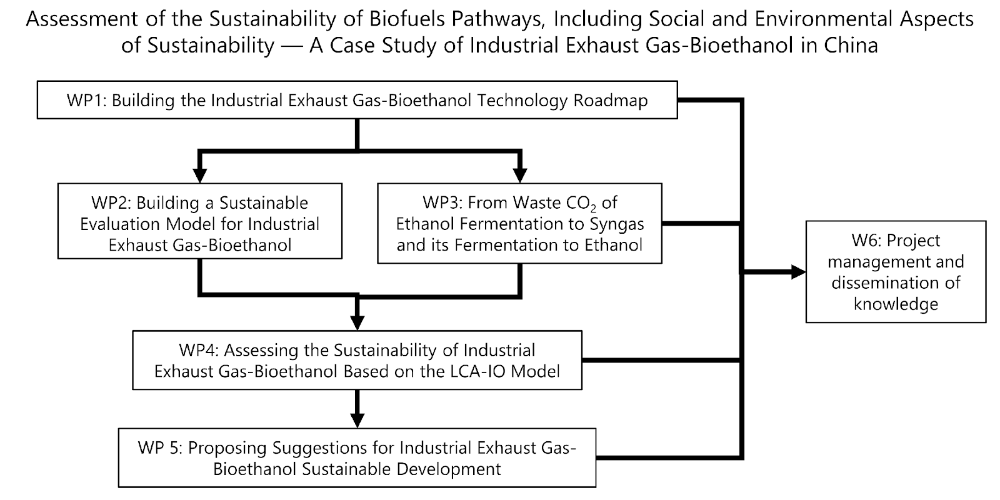 Assessment of the Sustainability of Biofuels Pathways, Including Social and Environmental Aspects
of Sustainability — A Case Study of Industrial Exhaust Gas-Bioethanol in China
WP1: Building the Industrial Exhaust Gas-Bioethanol Technology Roadmap
WP2: Building a Sustainable
Evaluation Model for Industrial
Exhaust Gas-Bioethanol
WP3: From Waste CO₂ of
Ethanol Fermentation to Syngas
and its Fermentation to Ethanol
W6: Project
management and
dissemination of
knowledge
WP4: Assessing the Sustainability of Industrial
Exhaust Gas-Bioethanol Based on the LCA-IO Model
WP 5: Proposing Suggestions for Industrial Exhaust Gas-
Bioethanol Sustainable Development